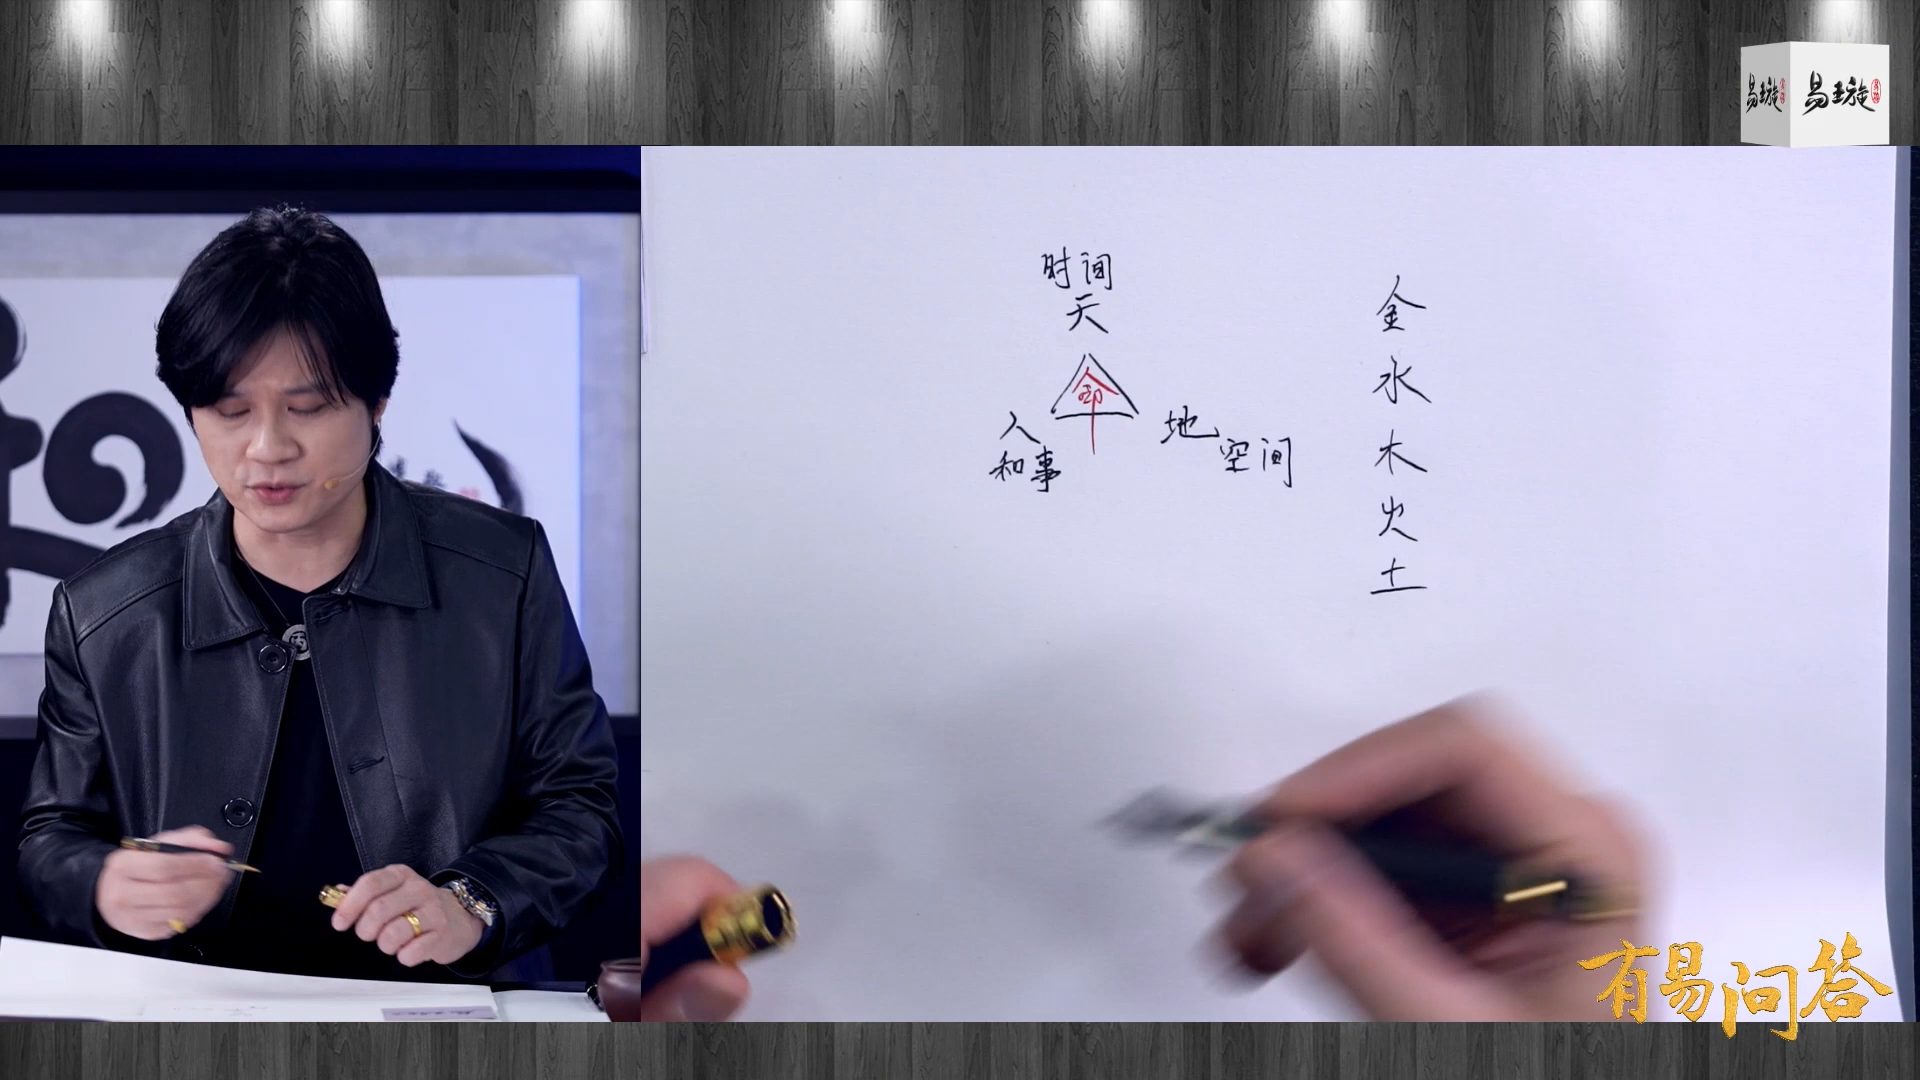 易璇
易璇
时间
天
命
人
和事
地
空间
金
水
木
火
土
丙
有易问答